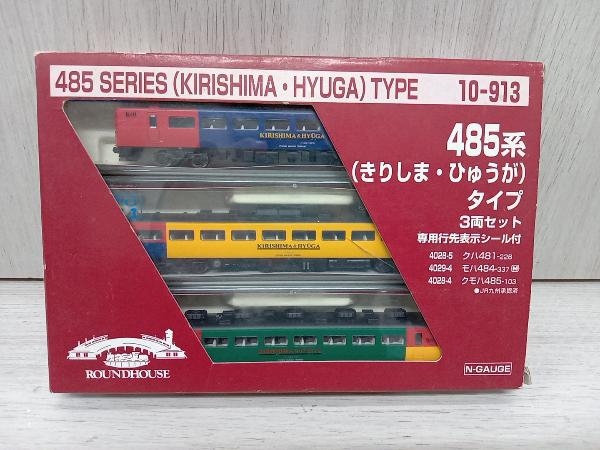 485 SERIES (KIRISHIMA・HYUGA) TYPE 10-913
485系
(きりしま・ひゅうが)
タイプ
3両セット
専用行先表示シール付
4028-5 クハ481-226
4029-4 モハ484-337 M
4028-4 クモハ485-103
●JR九州承認済
KIRISHIMA & HYUGA
KIRISHIMA & HYUGA
ROUNDHOUSE
N-GAUGE